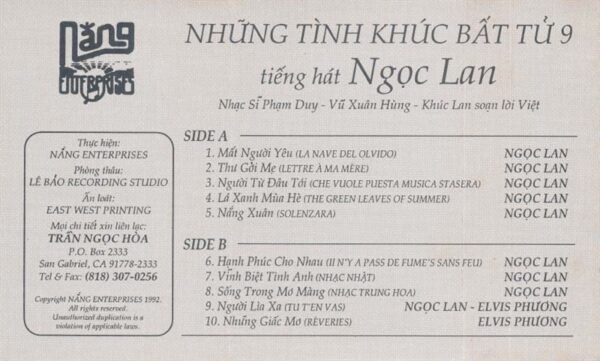 Nắng
ENTERPRISES
NHỮNG TÌNH KHÚC BẤT TỬ 9
tiếng hát Ngọc Lan
Nhạc Sĩ Phạm Duy - Vũ Xuân Hùng - Khúc Lan soạn lời Việt
Thực hiện:
NẮNG ENTERPRISES
Phòng thâu:
LÊ BẢO RECORDING STUDIO
Ấn loát:
EAST WEST PRINTING
Mọi chi tiết xin liên lạc:
TRẦN NGỌC HÒA
P.O. Box 2333
San Gabriel, CA 91778-2333
Tel & Fax: (818) 307-0256
Copyright NẮNG ENTERPRISES 1992.
All rights reserved.
Unauthorized duplication is a
violation of applicable laws.
SIDE A
1. Mất Người Yêu (LA NAVE DEL OLVIDO) NGỌC LAN
2. Thư Gởi Mẹ (LETTRE À MA MÈRE) NGỌC LAN
3. Người Từ Đâu Tới (CHE VUOLE PUESTA MUSICA STASERA) NGỌC LAN
4. Lá Xanh Mùa Hè (THE GREEN LEAVES OF SUMMER) NGỌC LAN
5. Nắng Xuân (SOLENZARA) NGỌC LAN
SIDE B
6. Hạnh Phúc Cho Nhau (II N'Y A PASS DE FUME'S SANS FEU) NGỌC LAN
7. Vĩnh Biệt Tình Anh (NHẠC NHẬT) NGỌC LAN
8. Sống Trong Mơ Màng (NHẠC TRUNG HOA) NGỌC LAN
9. Người Lìa Xa (TU T'EN VAS) NGỌC LAN - ELVIS PHƯƠNG
10. Những Giấc Mơ (RÊVERIES) ELVIS PHƯƠNG